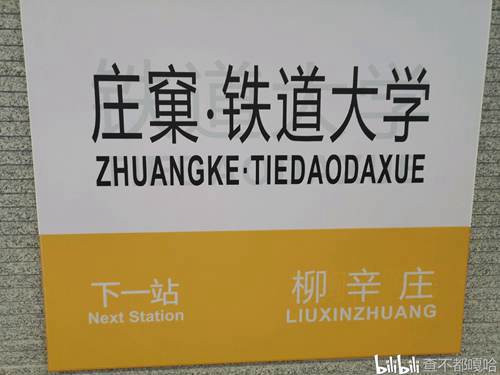 庄窠·铁道大学
ZHUANGKE·TIEDAODAXUE
下一站
Next Station
柳辛庄
LIUXINZHUANG
bilibili 查不都嘎哈